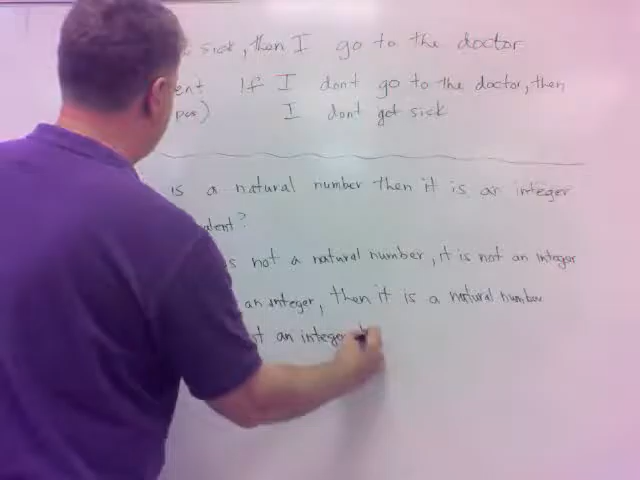 sick, then I go to the doctor
ent If I dont go to the doctor, then
pos) I dont get sick
is a natural number then it is an integer
alent?
s not a natural number, it is not an integer
an integer, then it is a natural number
t an integer t